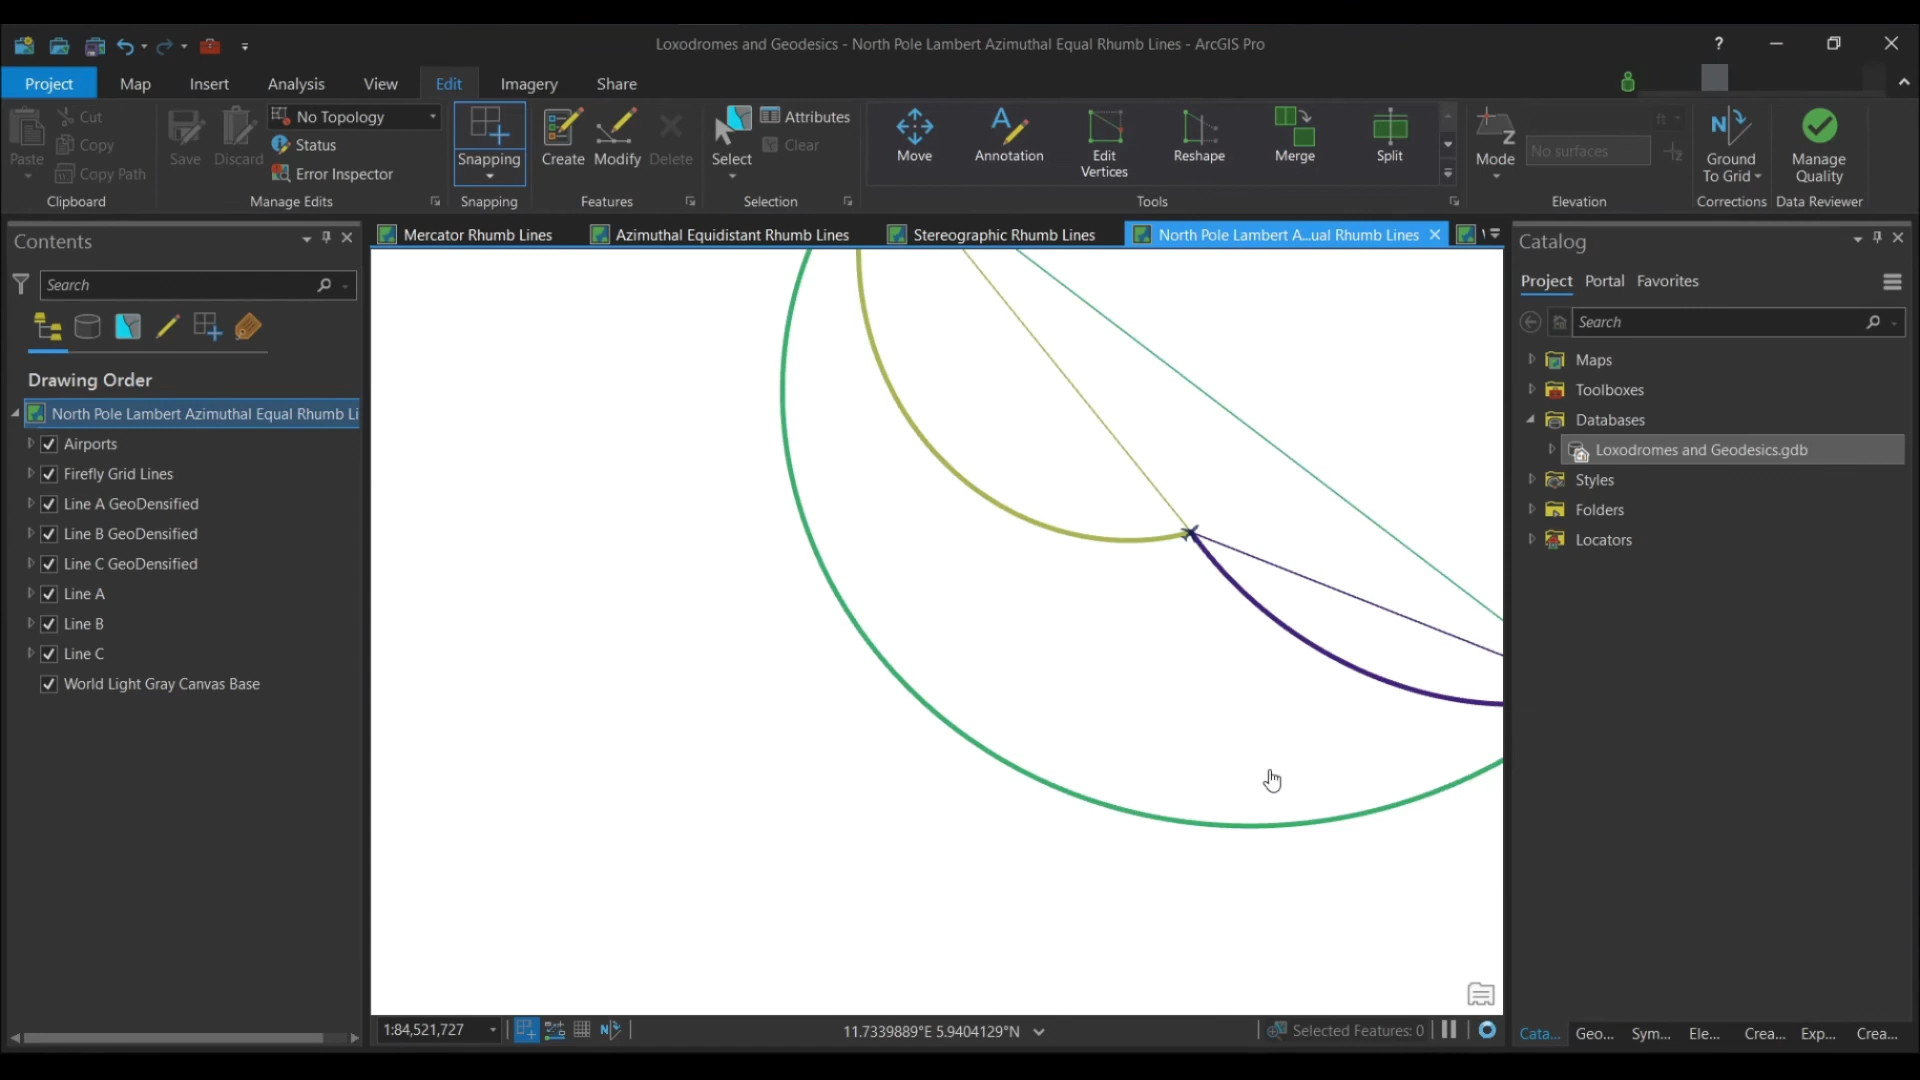 Loxodromes and Geodesics - North Pole Lambert Azimuthal Equal Rhumb Lines - ArcGIS Pro
?
Project Map Insert Analysis View Edit Imagery Share
Paste
Cut
Copy
Copy Path
Clipboard
Save
Discard
No Topology
Status
Error Inspector
Manage Edits
Snapping
Snapping
Create
Modify
Delete
Features
Select
Attributes
Clear
Selection
Move
Annotation
Edit
Vertices
Reshape
Merge
Split
Tools
Mode
ft
No surfaces
Elevation
Ground
To Grid
Corrections
Manage
Quality
Data Reviewer
Contents
Search
Drawing Order
North Pole Lambert Azimuthal Equal Rhumb Li
Airports
Firefly Grid Lines
Line A GeoDensified
Line B GeoDensified
Line C GeoDensified
Line A
Line B
Line C
World Light Gray Canvas Base
Mercator Rhumb Lines
Azimuthal Equidistant Rhumb Lines
Stereographic Rhumb Lines
North Pole Lambert A...ual Rhumb Lines
1:84,521,727
11.7339889°E 5.9404129°N
Selected Features: 0
Catalog
Project Portal Favorites
Search
Maps
Toolboxes
Databases
Loxodromes and Geodesics.gdb
Styles
Folders
Locators
Cata... Geo... Sym... Ele... Crea... Exp... Crea...